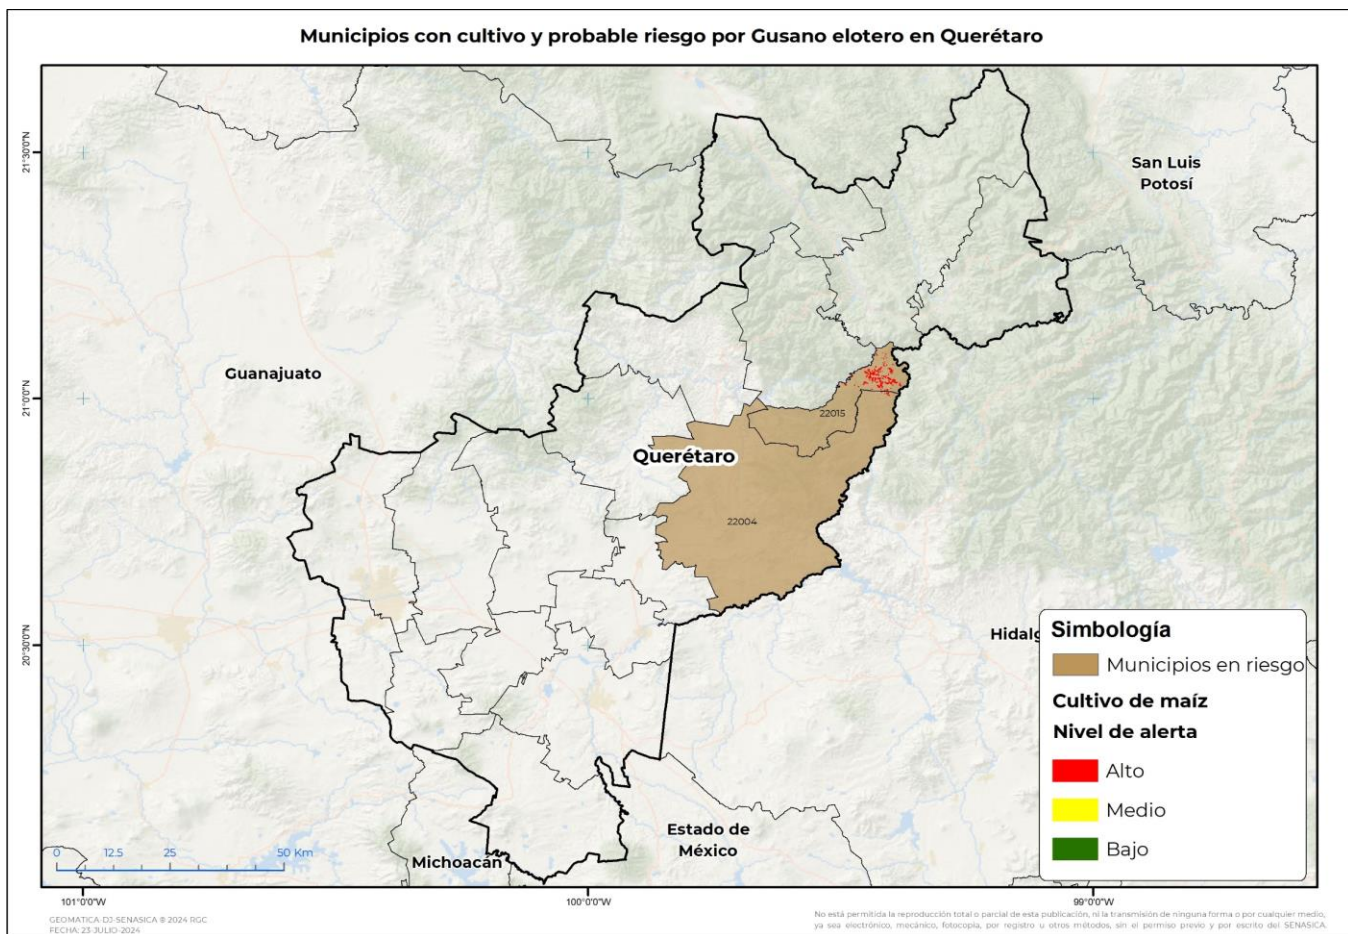 Municipios con cultivo y probable riesgo por Gusano elotero en Querétaro
21°30'0"N
21°0'0"N
20°30'0"N
San Luis
Potosí
Guanajuato
22015
Querétaro
22004
Hidalg
Simbología
Municipios en riesgo
Cultivo de maíz
Nivel de alerta
Alto
Medio
Bajo
Estado de
México
Michoacán
0 12.5 25 50 Km
101°0'0"W
100°0'0"W
99°0'0"W
GEOMATICA-DJ-SENASICA © 2024 RGC
FECHA: 23-JULIO-2024
No está permitida la reproducción total o parcial de esta publicación, ni la transmisión de ninguna forma o por cualquier medio,
ya sea electrónico, mecánico, fotocopia, por registro u otros métodos, sin el permiso previo y por escrito del SENASICA.